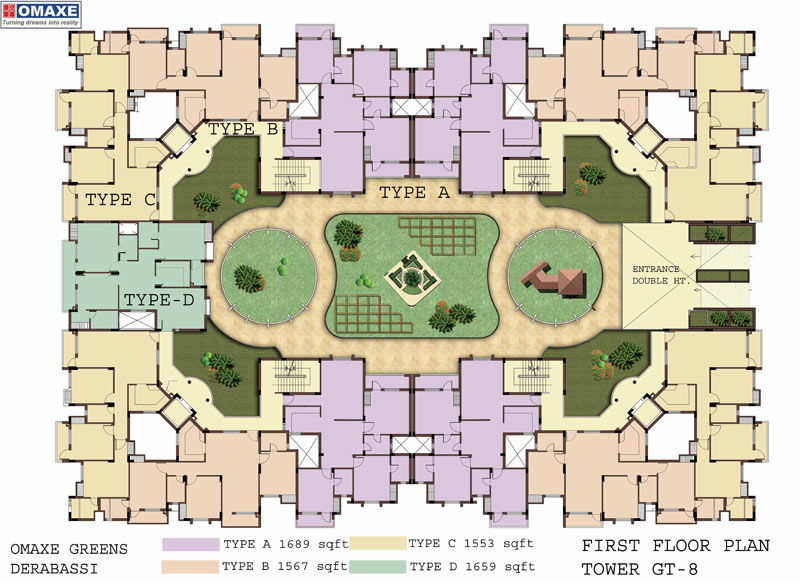 OMAXE
Turning dreams into reality
TYPE B
TYPE C
TYPE A
TYPE-D
ENTRANCE
DOUBLE HT.
OMAXE GREENS
DERABASSI
TYPE A 1689 sqft
TYPE B 1567 sqft
TYPE C 1553 sqft
TYPE D 1659 sqft
FIRST FLOOR PLAN
TOWER GT-8